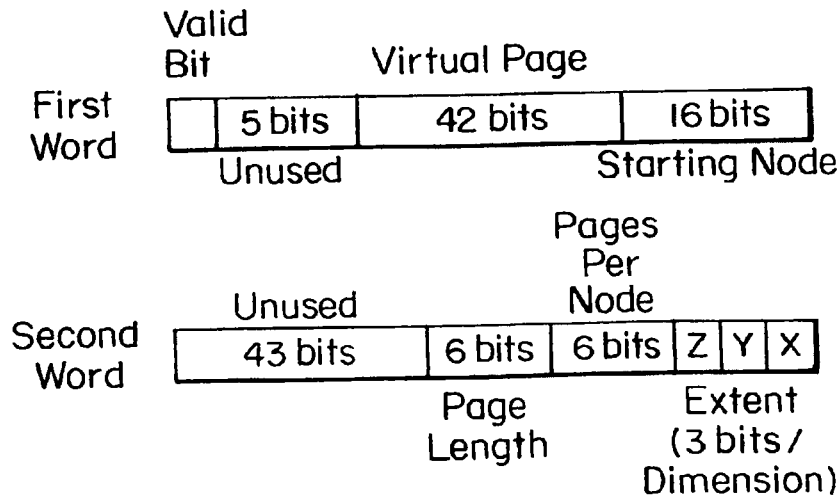 Valid
Bit
Virtual Page
First
Word
5 bits
42 bits
16 bits
Unused
Starting Node
Pages
Per
Node
Unused
Second
Word
43 bits
6 bits
6 bits
Z
Y
X
Page
Length
Extent
(3 bits/
Dimension)